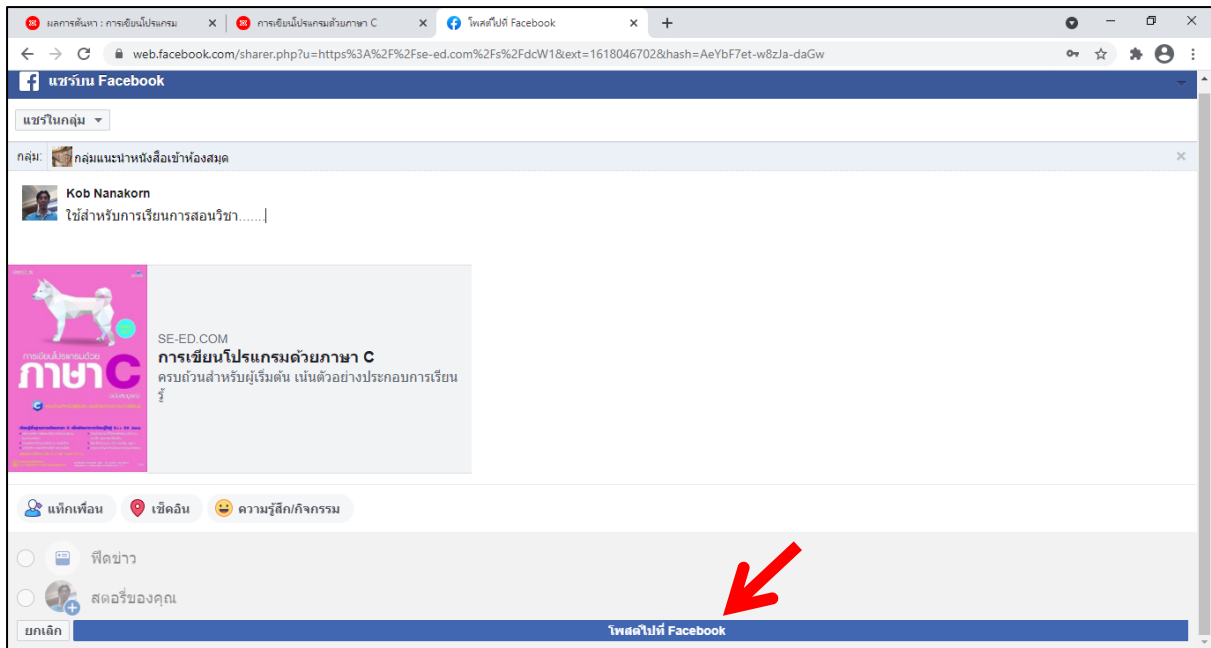 ผลการค้นหา : การเขียนโปรแกรม
การเขียนโปรแกรมด้วยภาษา C
โพสต์ไปที่ Facebook
web.facebook.com/sharer.php?u=https%3A%2F%2Fse-ed.com%2Fs%2FdcW1&ext=1618046702&hash=AeYbF7et-w8zJa-daGw
แชร์บน Facebook
แชร์ในกลุ่ม
กลุ่ม: กลุ่มแนะนำหนังสือเข้าห้องสมุด
Kob Nanakorn
ใช้สำหรับการเรียนการสอนวิชา.......
การเขียนโปรแกรมด้วย
ภาษา C
SE-ED.COM
การเขียนโปรแกรมด้วยภาษา C
ครบถ้วนสำหรับผู้เริ่มต้น เน้นตัวอย่างประกอบการเรียน
รู้
แท็กเพื่อน
เช็คอิน
ความรู้สึก/กิจกรรม
ฟีดข่าว
สตอรี่ของคุณ
ยกเลิก
โพสต์ไปที่ Facebook